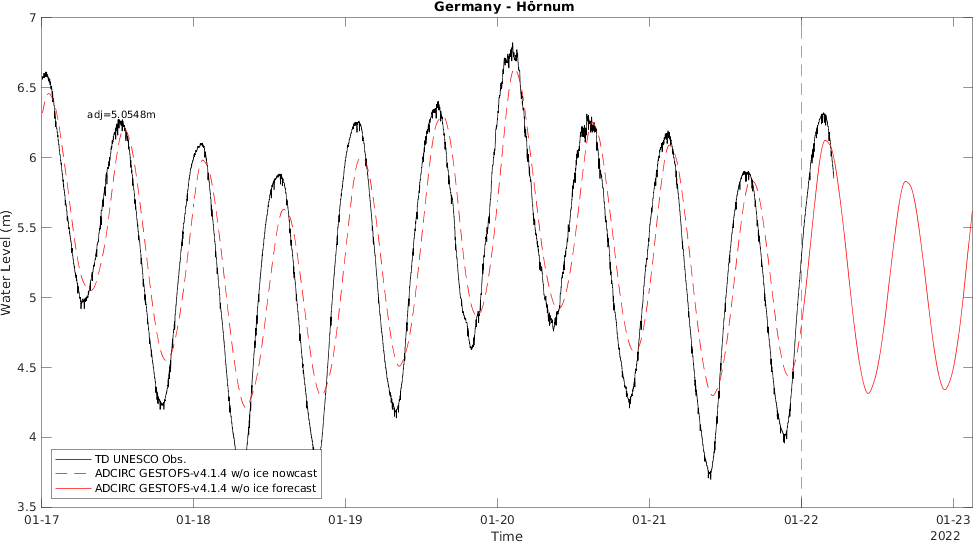 Germany - Hörnum
7
6.5
6
5.5
5
4.5
4
3.5
Water Level (m)
adj=5.0548m
TD UNESCO Obs.
ADCIRC GESTOFS-v4.1.4 w/o ice nowcast
ADCIRC GESTOFS-v4.1.4 w/o ice forecast
01-17 01-18 01-19 01-20 01-21 01-22 01-23
Time
2022